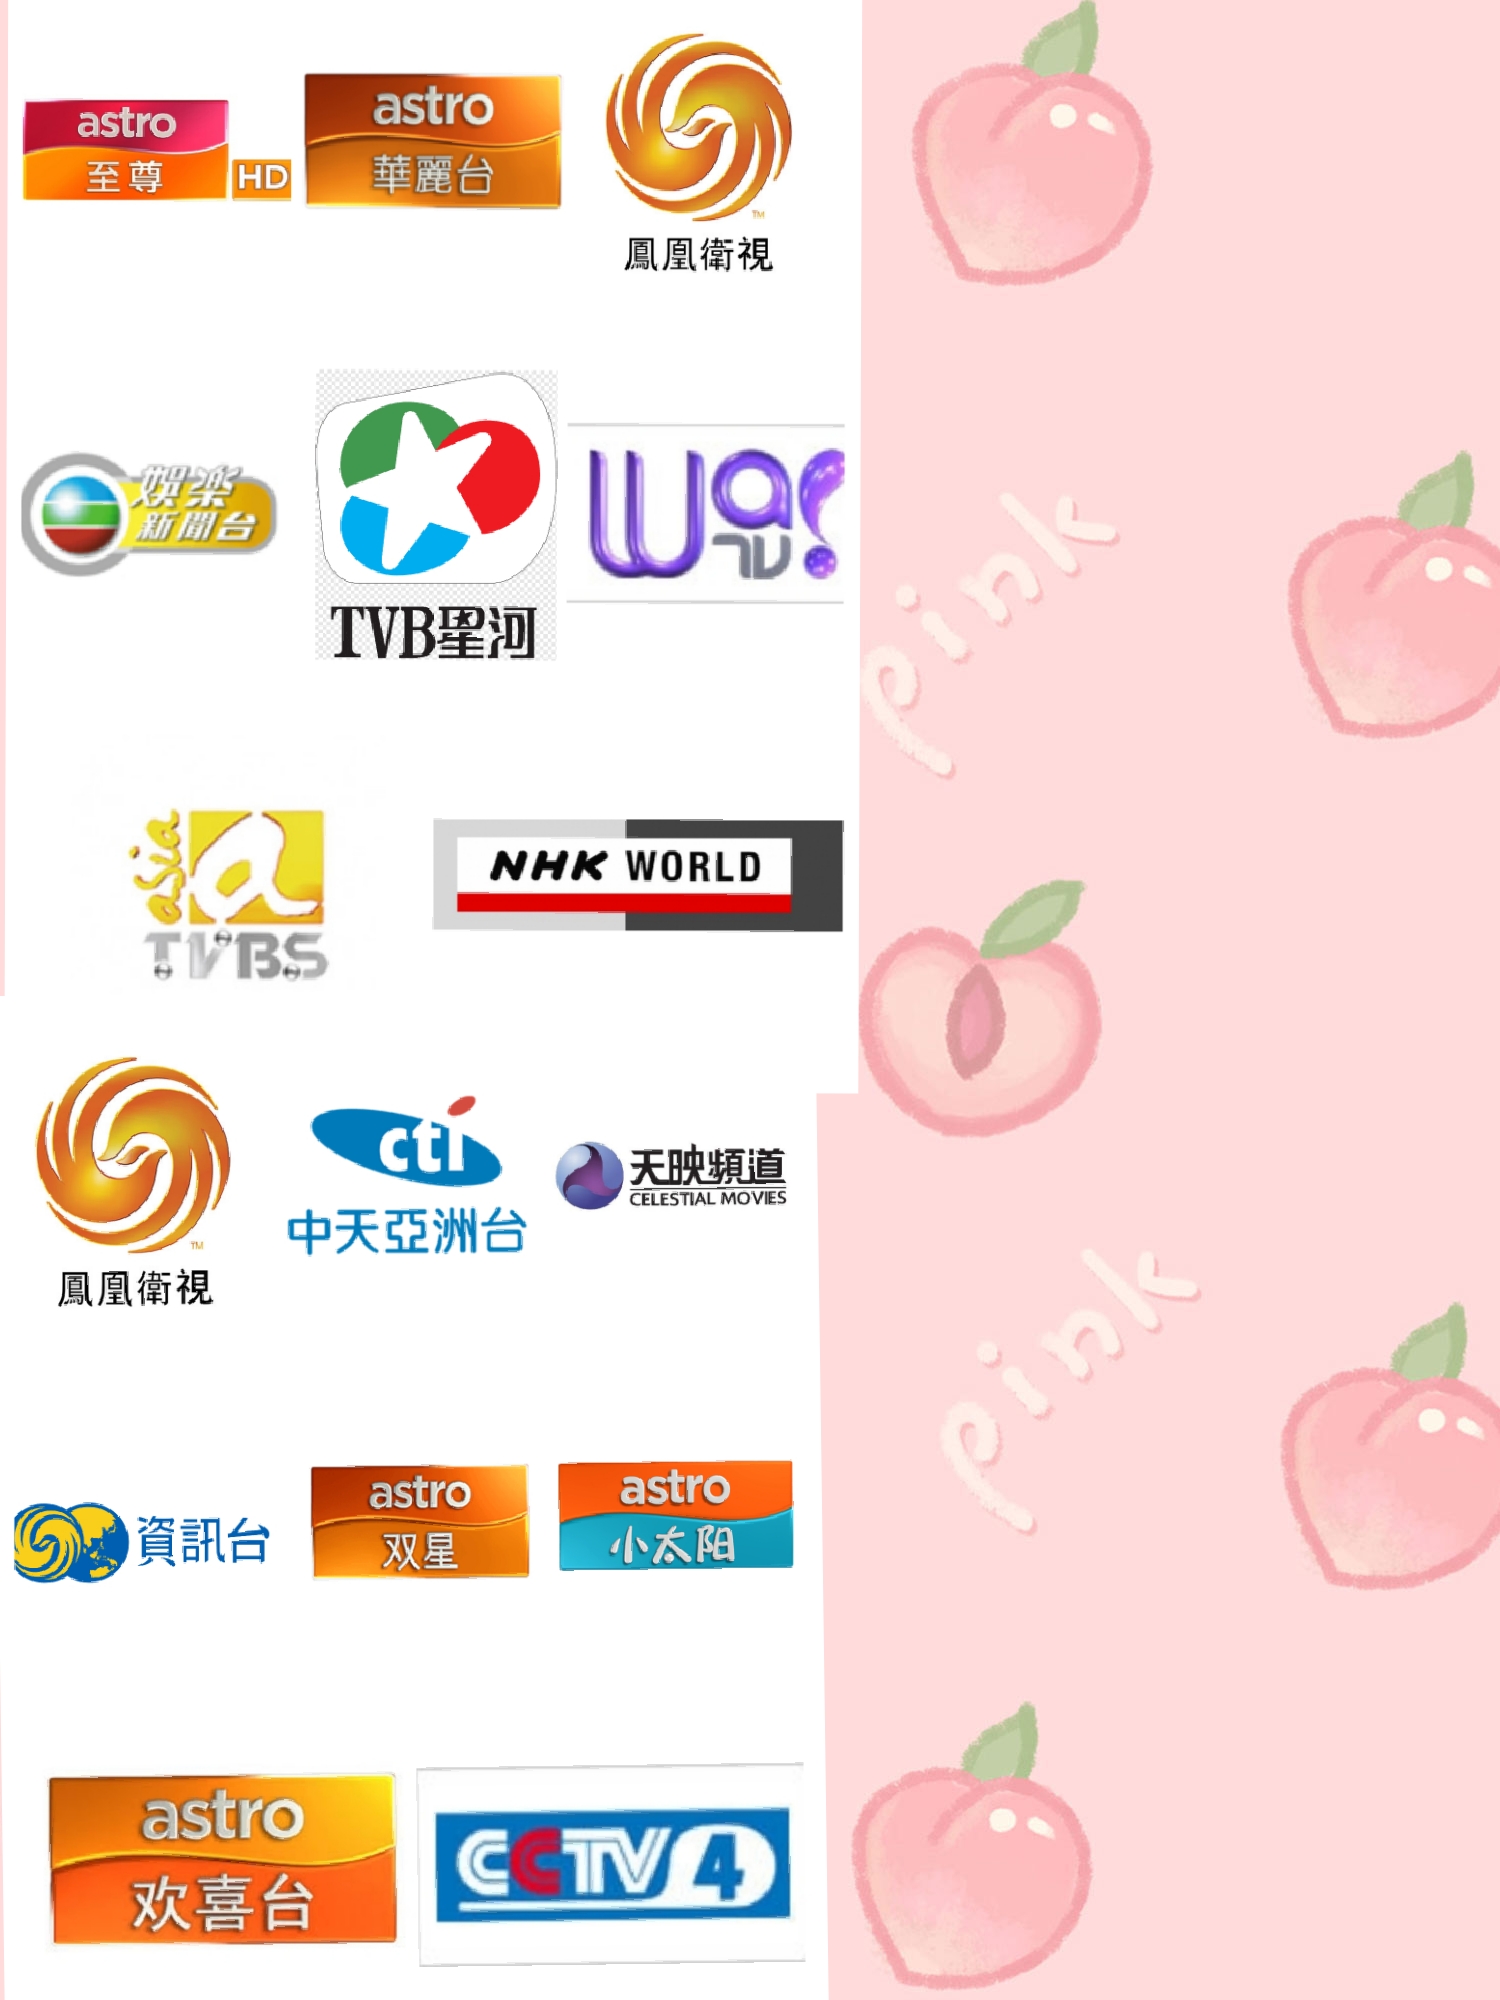 astro
至尊 HD
astro
華麗台
TM
鳳凰衛視
娛樂
新聞台
TVB星河
wa!
TV
asia
a
TVBS
NHK WORLD
TM
鳳凰衛視
cti
中天亞洲台
天映頻道
CELESTIAL MOVIES
資訊台
astro
双星
astro
小太阳
astro
欢喜台
CCTV 4
pink
pink